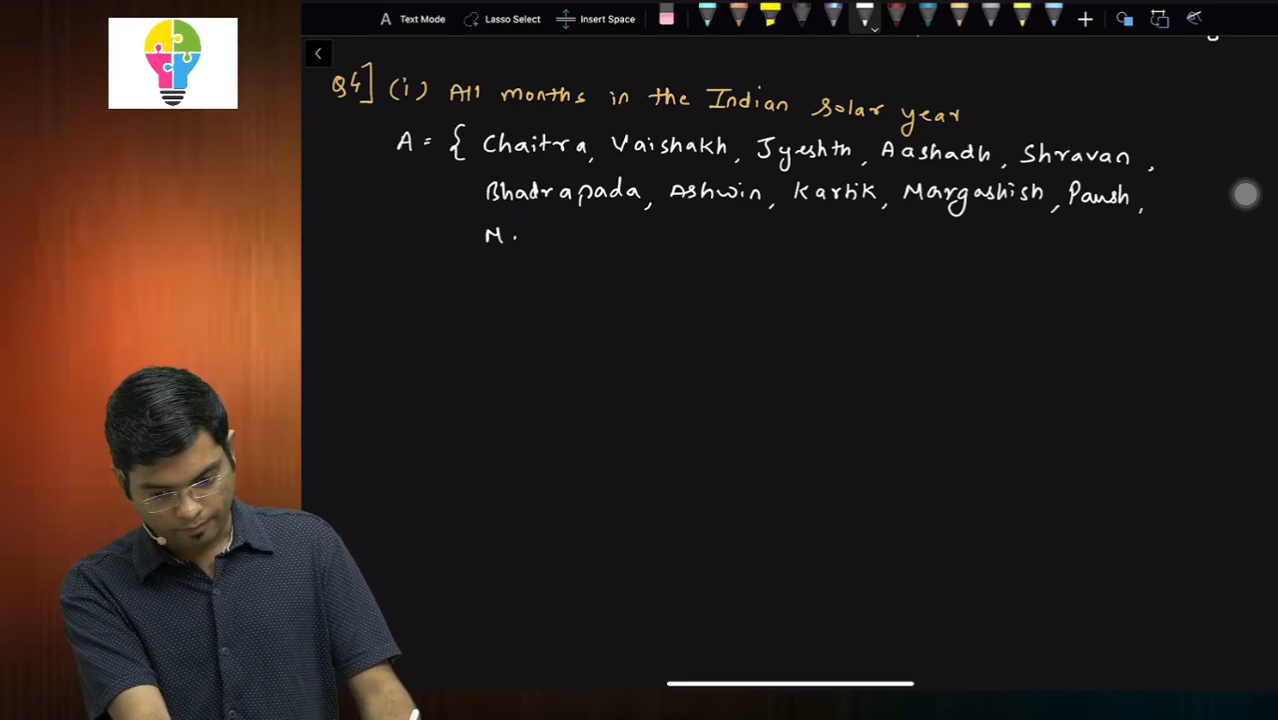 Text Mode Lasso Select Insert Space
Q4] (i) All months in the Indian Solar year
A = { Chaitra, Vaishakh, Jyeshth, Aashadh, Shravan,
Bhadrapada, Ashwin, Kartik, Margashish, Paush,
M